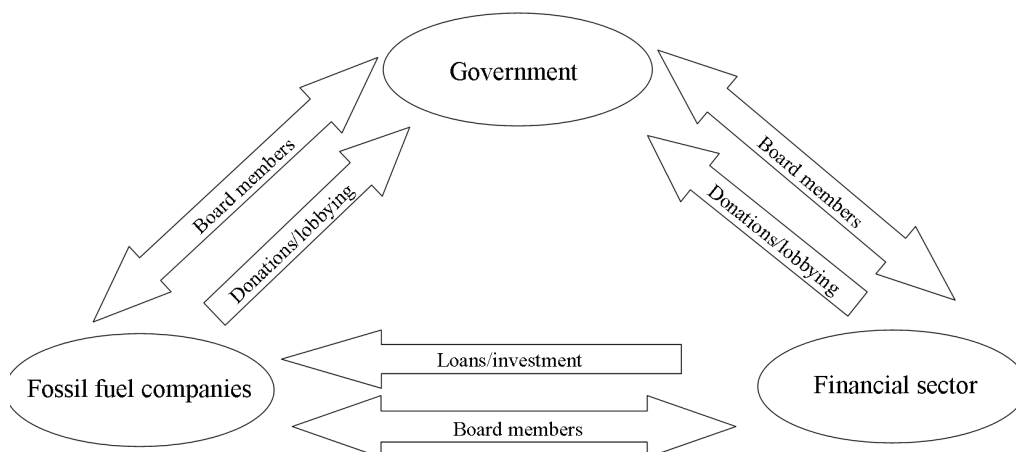 Government
Board members
Board members
Donations/lobbying
Donations/lobbying
Loans/investment
Fossil fuel companies
Financial sector
Board members